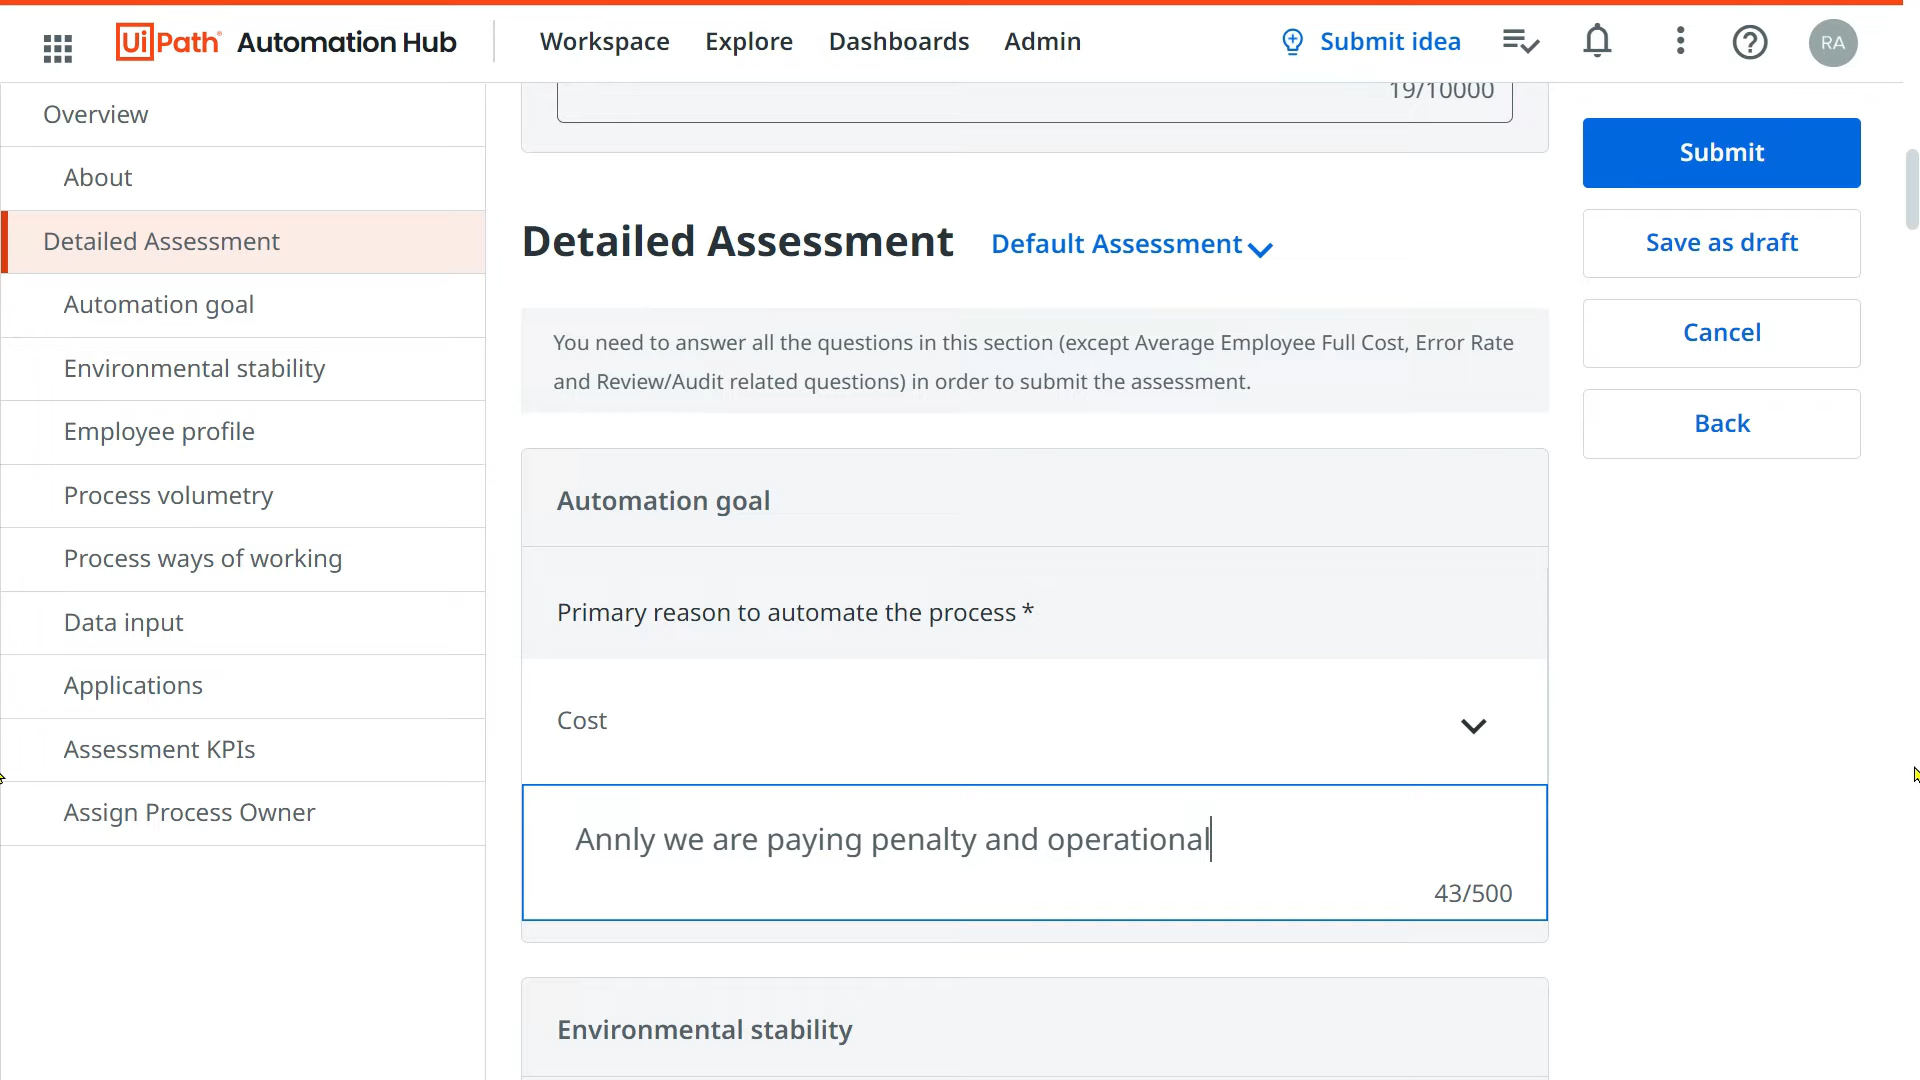 UiPath Automation Hub
Workspace
Explore
Dashboards
Admin
Submit idea
RA
Overview
About
Detailed Assessment
Automation goal
Environmental stability
Employee profile
Process volumetry
Process ways of working
Data input
Applications
Assessment KPIs
Assign Process Owner
19/10000
Detailed Assessment
Default Assessment
You need to answer all the questions in this section (except Average Employee Full Cost, Error Rate
and Review/Audit related questions) in order to submit the assessment.
Automation goal
Primary reason to automate the process *
Cost
Annly we are paying penalty and operational
43/500
Environmental stability
Submit
Save as draft
Cancel
Back